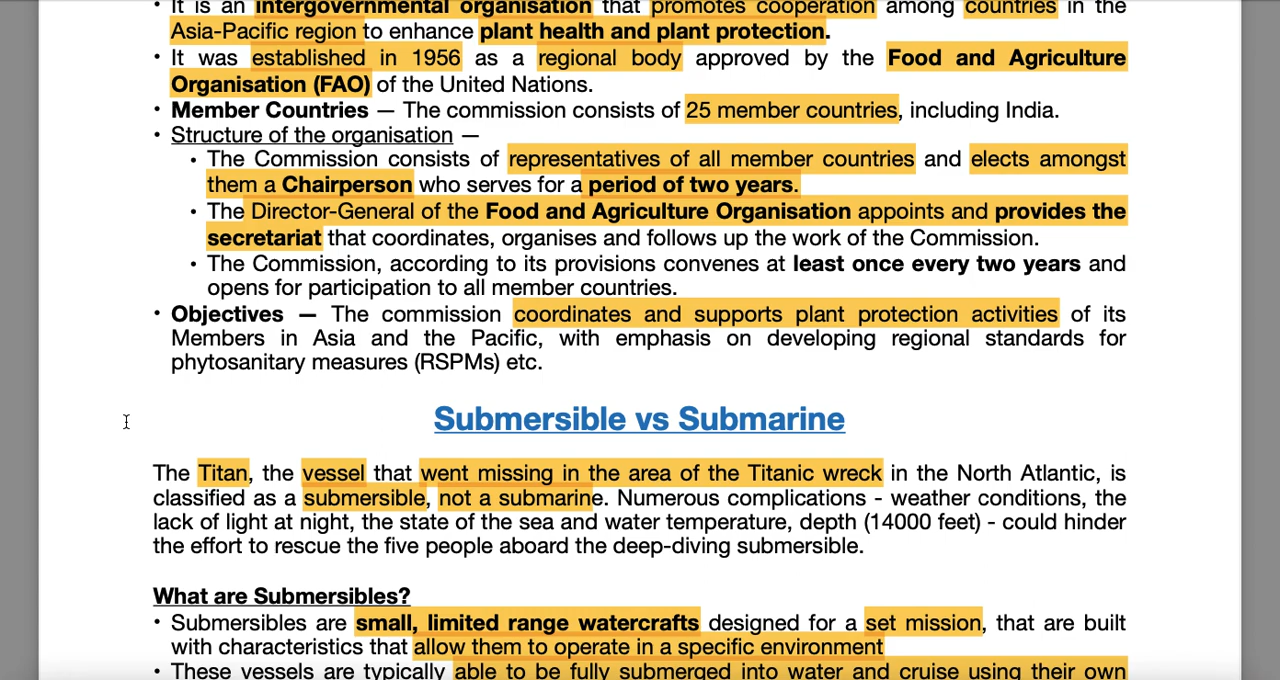 • It is an intergovernmental organisation that promotes cooperation among countries in the
Asia-Pacific region to enhance plant health and plant protection.
• It was established in 1956 as a regional body approved by the Food and Agriculture
Organisation (FAO) of the United Nations.
• Member Countries — The commission consists of 25 member countries, including India.
• Structure of the organisation —
• The Commission consists of representatives of all member countries and elects amongst
them a Chairperson who serves for a period of two years.
• The Director-General of the Food and Agriculture Organisation appoints and provides the
secretariat that coordinates, organises and follows up the work of the Commission.
• The Commission, according to its provisions convenes at least once every two years and
opens for participation to all member countries.
• Objectives — The commission coordinates and supports plant protection activities of its
Members in Asia and the Pacific, with emphasis on developing regional standards for
phytosanitary measures (RSPMs) etc.
Submersible vs Submarine
The Titan, the vessel that went missing in the area of the Titanic wreck in the North Atlantic, is
classified as a submersible, not a submarine. Numerous complications - weather conditions, the
lack of light at night, the state of the sea and water temperature, depth (14000 feet) - could hinder
the effort to rescue the five people aboard the deep-diving submersible.
What are Submersibles?
• Submersibles are small, limited range watercrafts designed for a set mission, that are built
with characteristics that allow them to operate in a specific environment
• These vessels are typically able to be fully submerged into water and cruise using their own